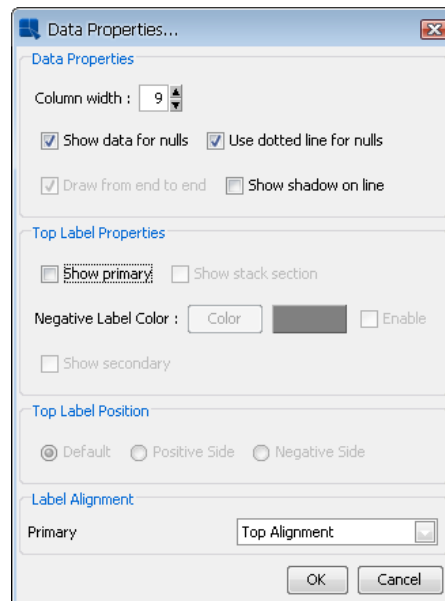 Data Properties...
Data Properties
Column width : 9
Show data for nulls Use dotted line for nulls
Draw from end to end Show shadow on line
Top Label Properties
Show primary Show stack section
Negative Label Color : Color Enable
Show secondary
Top Label Position
Default Positive Side Negative Side
Label Alignment
Primary Top Alignment
OK Cancel